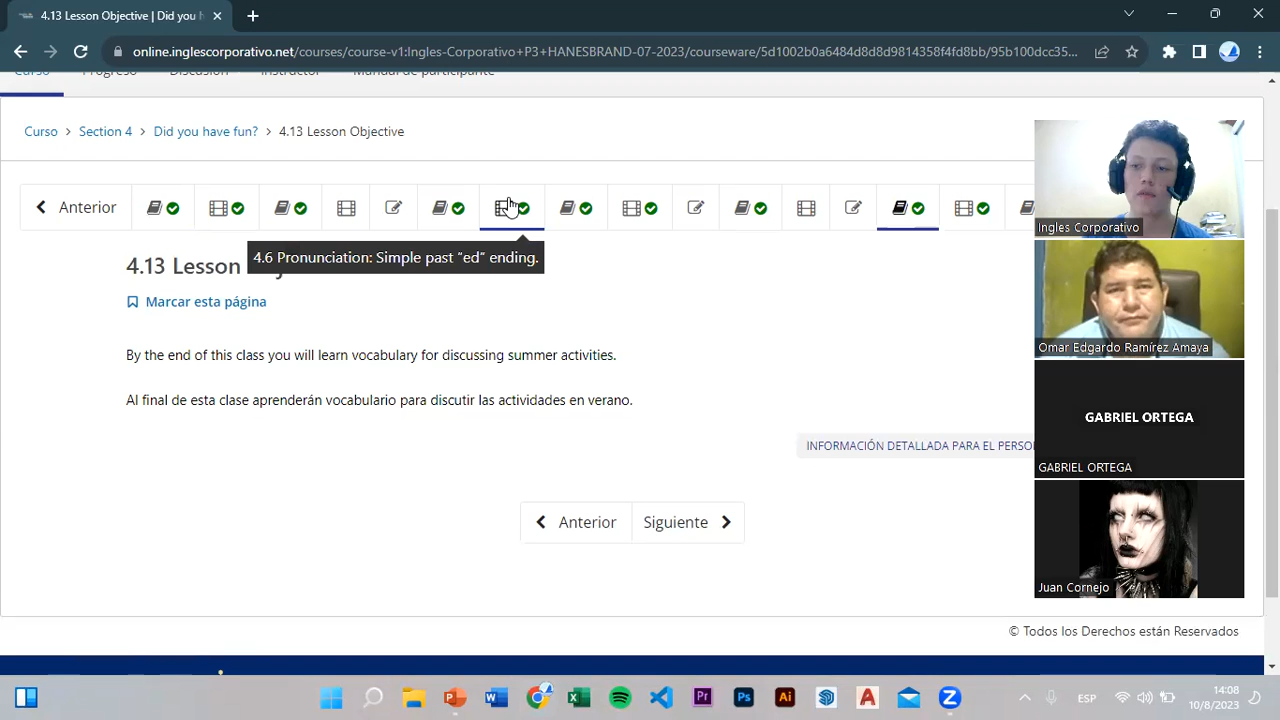 4.13 Lesson Objective | Did you h
online.inglescorporativo.net/courses/course-v1:Ingles-Corporativo+P3+HANESBRAND-07-2023/courseware/5d1002b0a6484d8d8d9814358f4fd8bb/95b100dcc35...
Curso Progreso Discusión Instructor Manual de participante
Curso > Section 4 > Did you have fun? > 4.13 Lesson Objective
Anterior
4.6 Pronunciation: Simple past “ed” ending.
4.13 Lesson
Marcar esta página
By the end of this class you will learn vocabulary for discussing summer activities.
Al final de esta clase aprenderán vocabulario para discutir las actividades en verano.
INFORMACIÓN DETALLADA PARA EL PERSO
Anterior Siguiente
© Todos los Derechos están Reservados
Ingles Corporativo
Omar Edgardo Ramírez Amaya
GABRIEL ORTEGA
GABRIEL ORTEGA
Juan Cornejo
ESP
14:08
10/8/2023